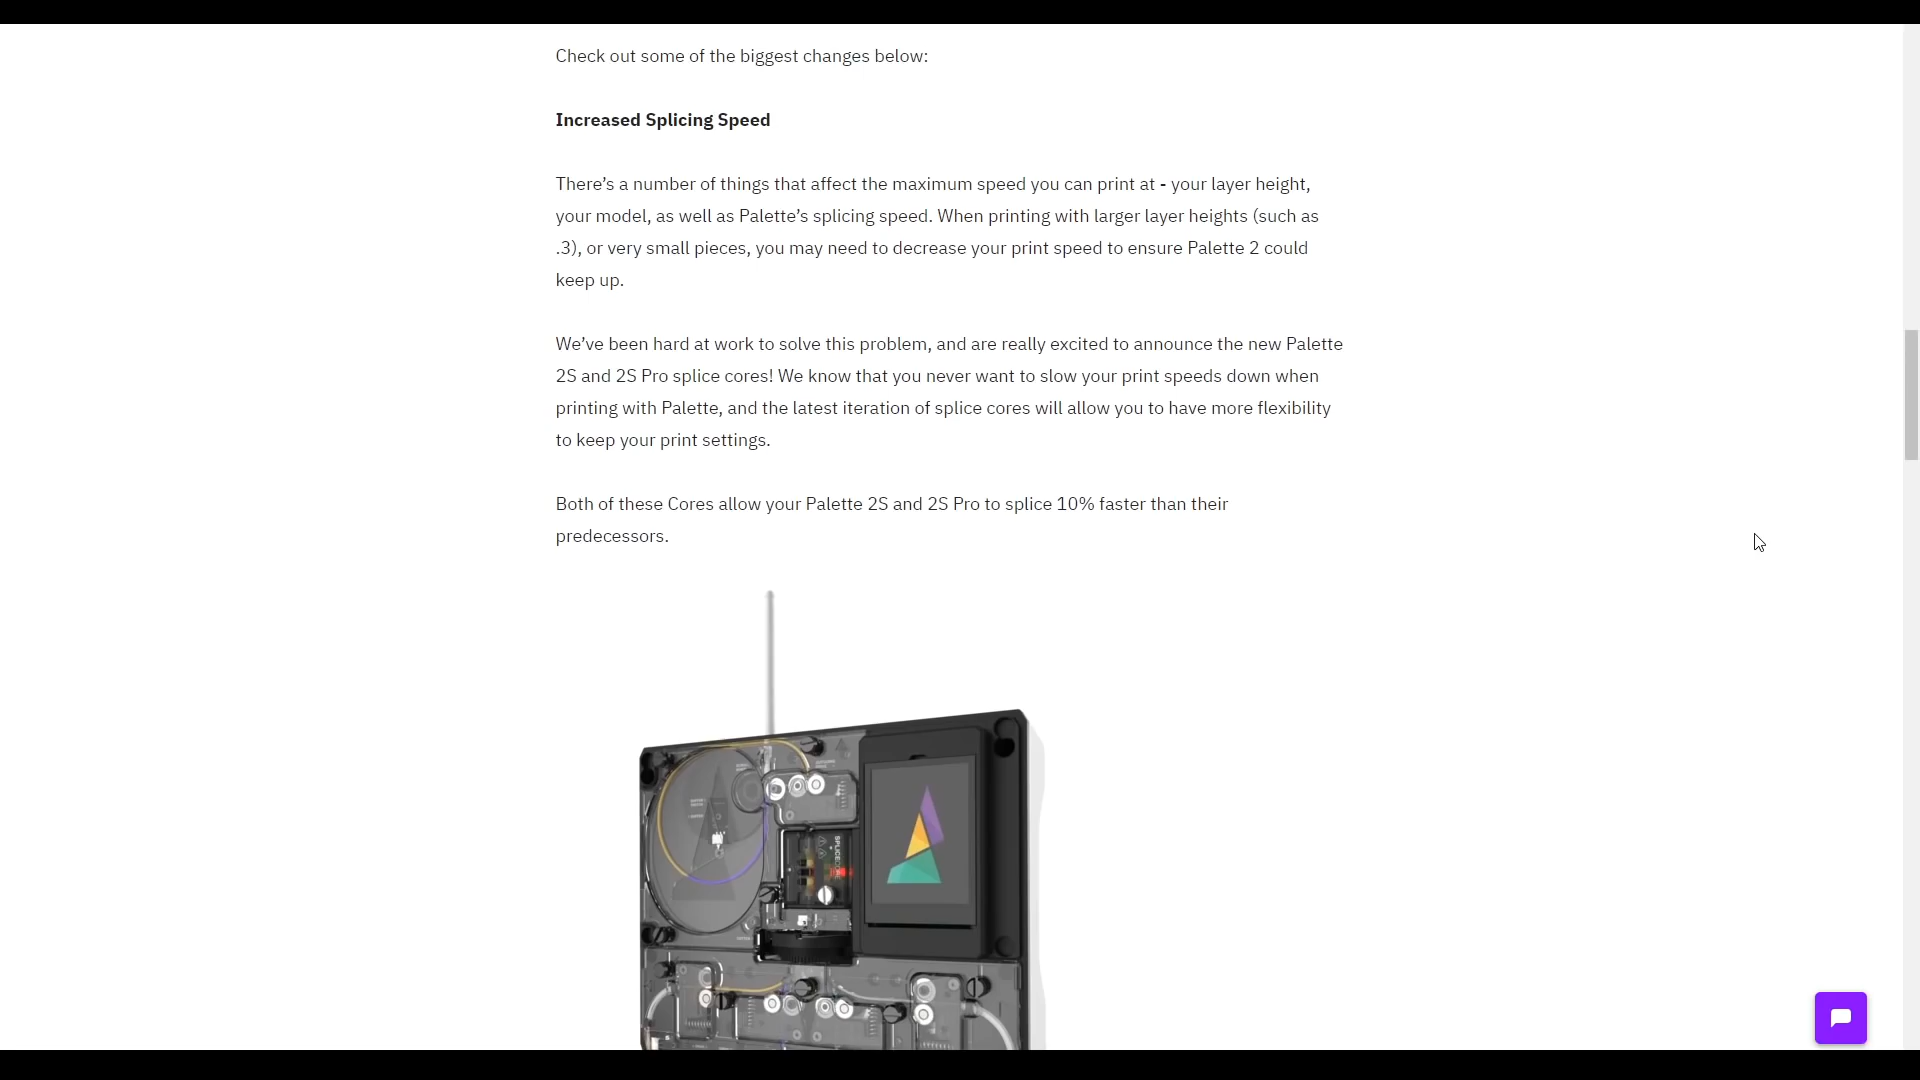 Check out some of the biggest changes below:
Increased Splicing Speed
There’s a number of things that affect the maximum speed you can print at - your layer height,
your model, as well as Palette’s splicing speed. When printing with larger layer heights (such as
.3), or very small pieces, you may need to decrease your print speed to ensure Palette 2 could
keep up.
We’ve been hard at work to solve this problem, and are really excited to announce the new Palette
2S and 2S Pro splice cores! We know that you never want to slow your print speeds down when
printing with Palette, and the latest iteration of splice cores will allow you to have more flexibility
to keep your print settings.
Both of these Cores allow your Palette 2S and 2S Pro to splice 10% faster than their
predecessors.
SPLICE CORE